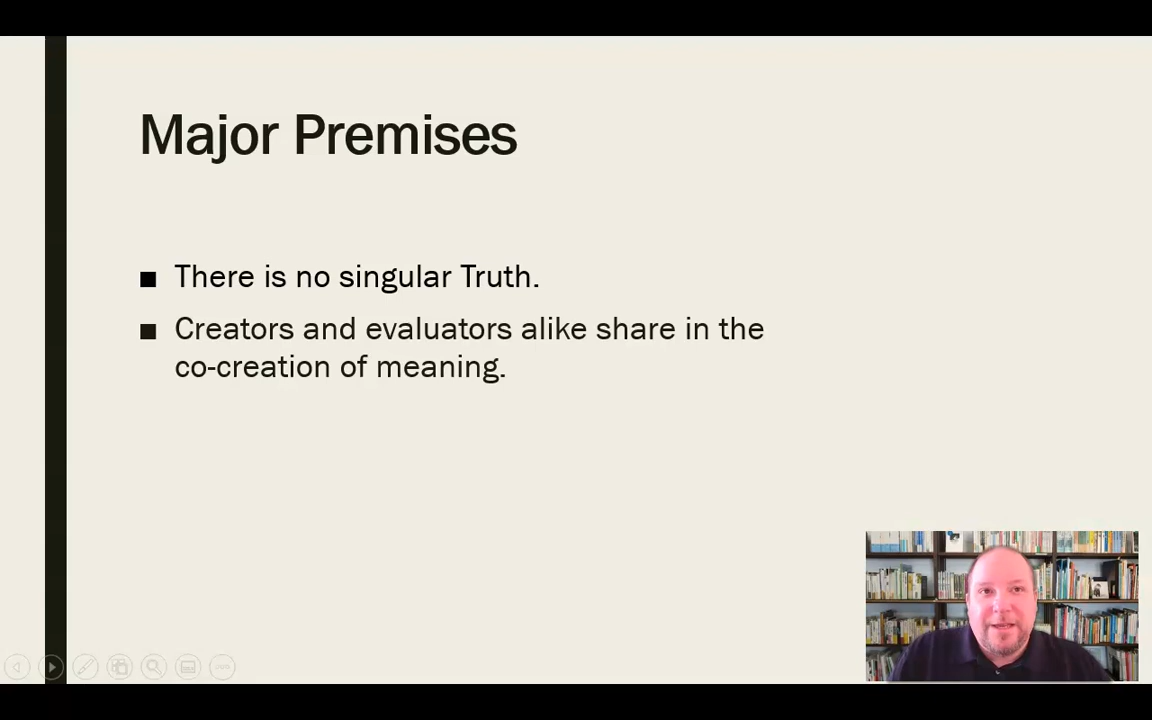 Major Premises
■ There is no singular Truth.
■ Creators and evaluators alike share in the
co-creation of meaning.